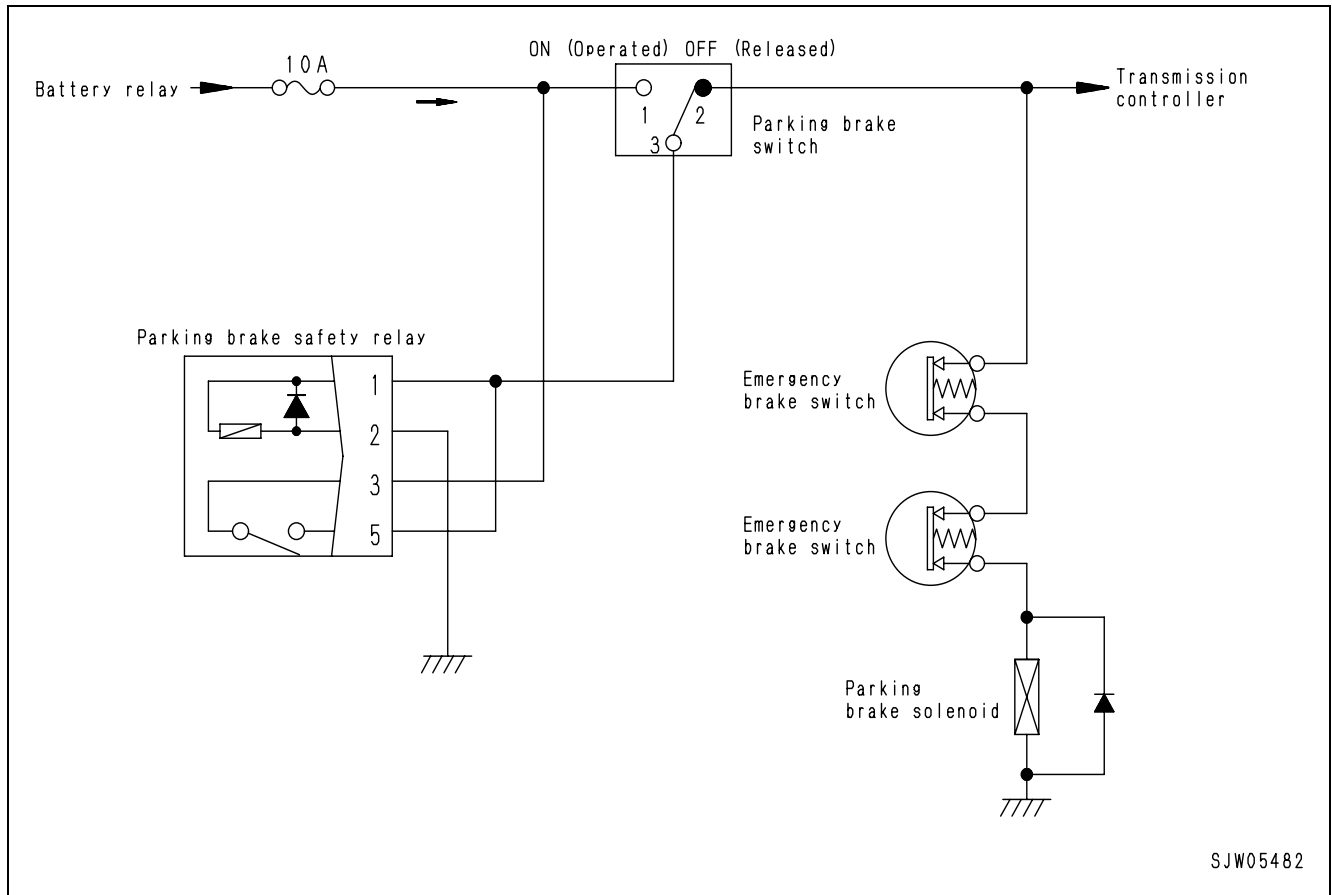 ON (Operated) OFF (Released)
10A
Battery relay
Transmission
controller
1
2
3
Parking brake
switch
Parking brake safety relay
1
2
3
5
Emergency
brake switch
Emergency
brake switch
Parking
brake solenoid
SJW05482